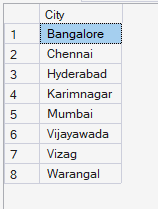 City
1 Bangalore
2 Chennai
3 Hyderabad
4 Karimnagar
5 Mumbai
6 Vijayawada
7 Vizag
8 Warangal